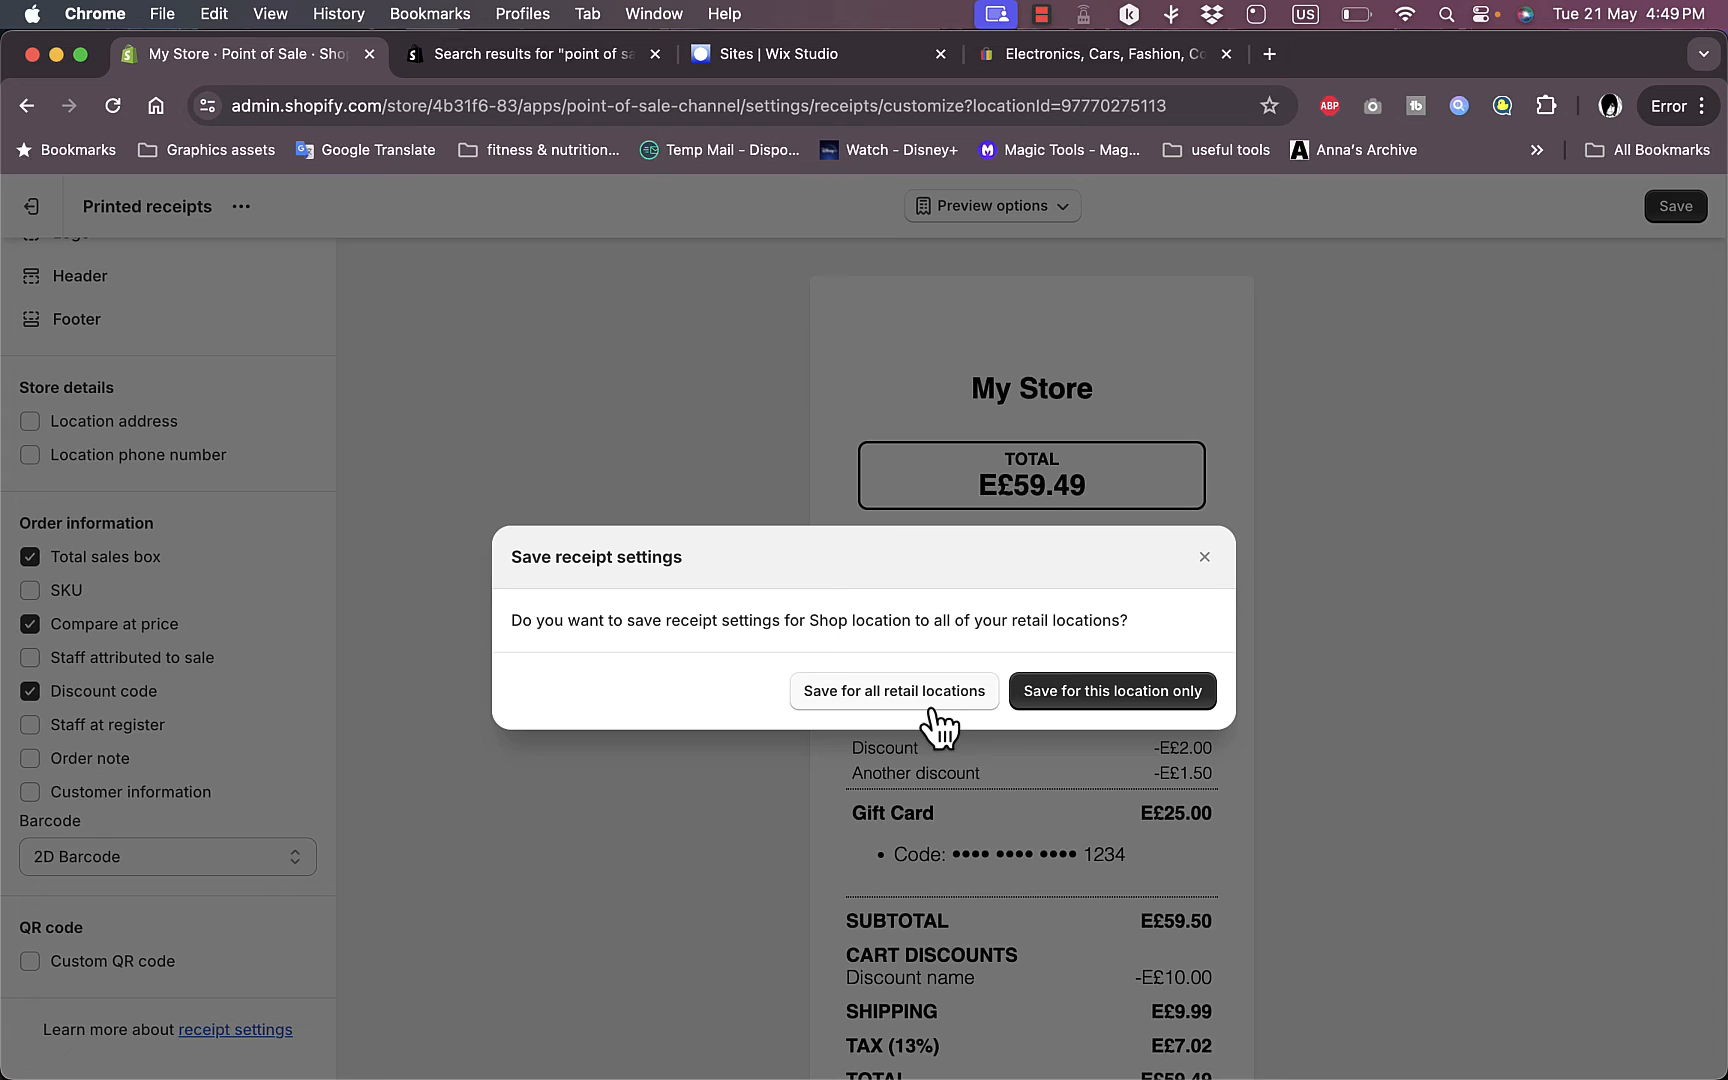 Chrome File Edit View History Bookmarks Profiles Tab Window Help US Tue 21 May 4:49 PM
My Store · Point of Sale · Sho
Search results for "point of sa
Sites | Wix Studio
Electronics, Cars, Fashion, Co
admin.shopify.com/store/4b31f6-83/apps/point-of-sale-channel/settings/receipts/customize?locationId=97770275113
ABP
Error
Bookmarks Graphics assets Google Translate fitness & nutrition... Temp Mail - Dispo... Watch - Disney+ Magic Tools - Mag... useful tools Anna's Archive All Bookmarks
Printed receipts
Preview options
Save
Header
Footer
Store details
Location address
Location phone number
Order information
Total sales box
SKU
Compare at price
Staff attributed to sale
Discount code
Staff at register
Order note
Customer information
Barcode
2D Barcode
QR code
Custom QR code
Learn more about receipt settings
My Store
TOTAL
E£59.49
Save receipt settings
Do you want to save receipt settings for Shop location to all of your retail locations?
Save for all retail locations
Save for this location only
Discount -E£2.00
Another discount -E£1.50
Gift Card E£25.00
• Code: •••• •••• •••• 1234
SUBTOTAL E£59.50
CART DISCOUNTS
Discount name -E£10.00
SHIPPING E£9.99
TAX (13%) E£7.02
TOTAL E£59.49